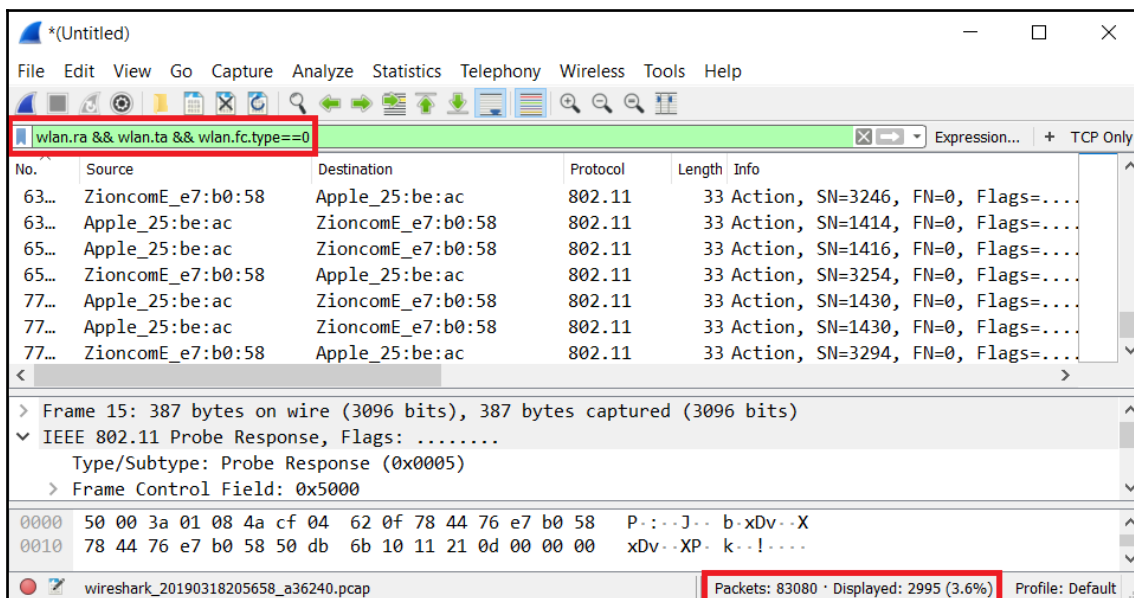 *(Untitled)
File Edit View Go Capture Analyze Statistics Telephony Wireless Tools Help
wlan.ra && wlan.ta && wlan.fc.type==0 Expression... + TCP Only
No. Source Destination Protocol Length Info
63… ZioncomE_e7:b0:58 Apple_25:be:ac 802.11 33 Action, SN=3246, FN=0, Flags=....
63… Apple_25:be:ac ZioncomE_e7:b0:58 802.11 33 Action, SN=1414, FN=0, Flags=....
65… Apple_25:be:ac ZioncomE_e7:b0:58 802.11 33 Action, SN=1416, FN=0, Flags=....
65… ZioncomE_e7:b0:58 Apple_25:be:ac 802.11 33 Action, SN=3254, FN=0, Flags=....
77… Apple_25:be:ac ZioncomE_e7:b0:58 802.11 33 Action, SN=1430, FN=0, Flags=....
77… Apple_25:be:ac ZioncomE_e7:b0:58 802.11 33 Action, SN=1430, FN=0, Flags=....
77… ZioncomE_e7:b0:58 Apple_25:be:ac 802.11 33 Action, SN=3294, FN=0, Flags=....
Frame 15: 387 bytes on wire (3096 bits), 387 bytes captured (3096 bits)
IEEE 802.11 Probe Response, Flags: ........
Type/Subtype: Probe Response (0x0005)
Frame Control Field: 0x5000
0000 50 00 3a 01 08 4a cf 04 62 0f 78 44 76 e7 b0 58 P·:··J·· b·xDv··X
0010 78 44 76 e7 b0 58 50 db 6b 10 11 21 0d 00 00 00 xDv··XP· k··!····
wireshark_20190318205658_a36240.pcap Packets: 83080 · Displayed: 2995 (3.6%) Profile: Default